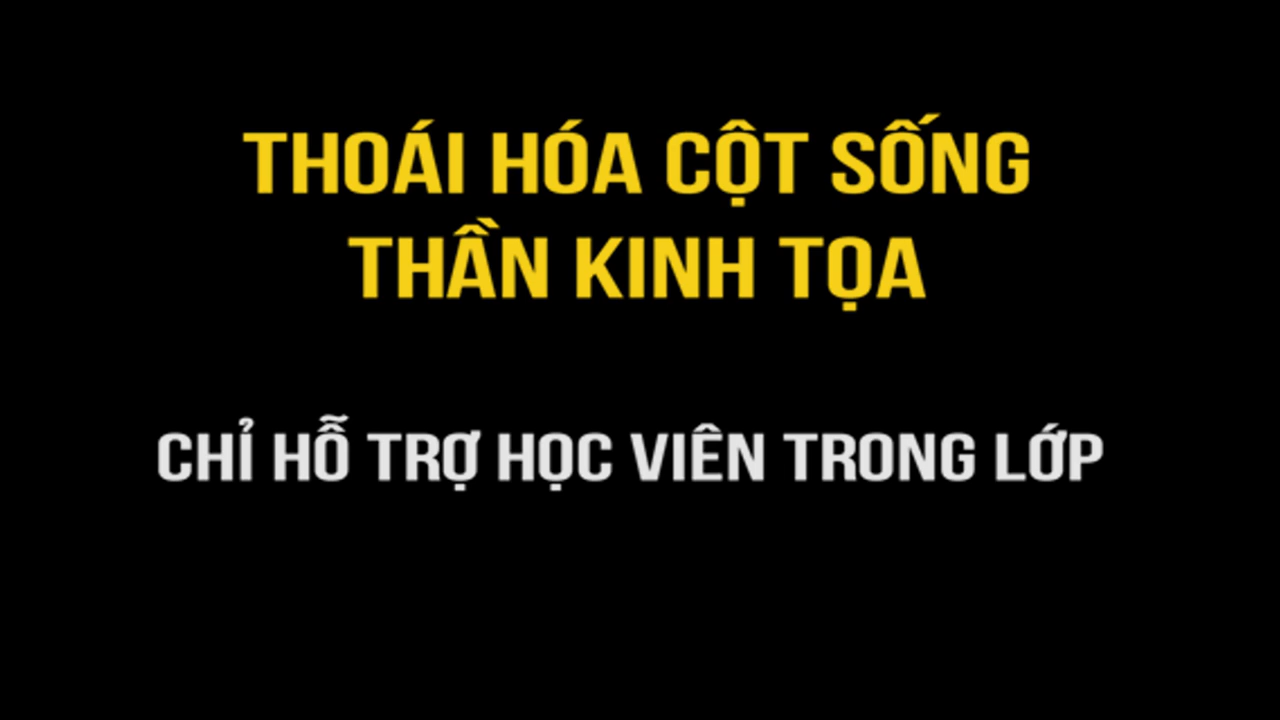 THOÁI HÓA CỘT SỐNG
THẦN KINH TỌA
CHỈ HỖ TRỢ HỌC VIÊN TRONG LỚP